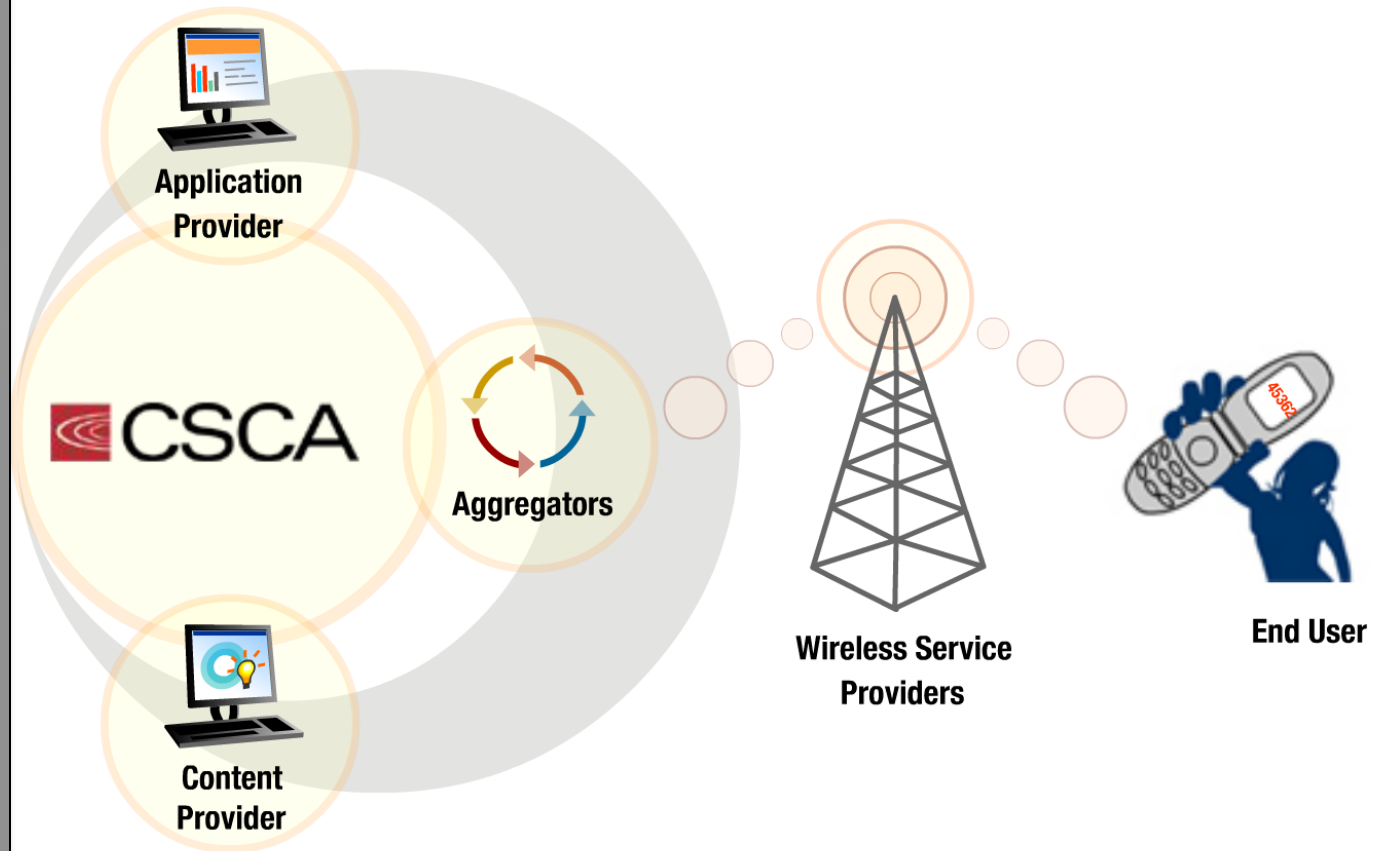 Application
Provider
CSCA
Aggregators
Content
Provider
Wireless Service
Providers
45362
End User